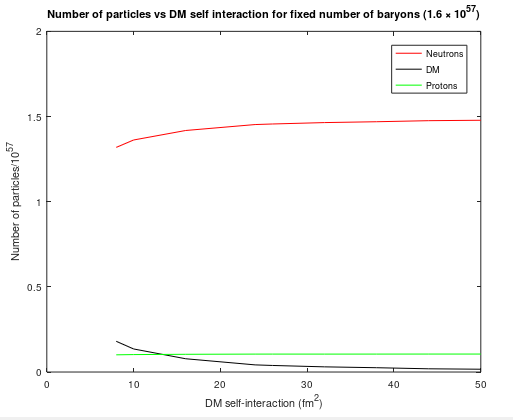 Number of particles vs DM self interaction for fixed number of baryons (1.6 × 10^57)
Neutrons
DM
Protons
Number of particles/10^57
2
1.5
1
0.5
0
0 10 20 30 40 50
DM self-interaction (fm^2)